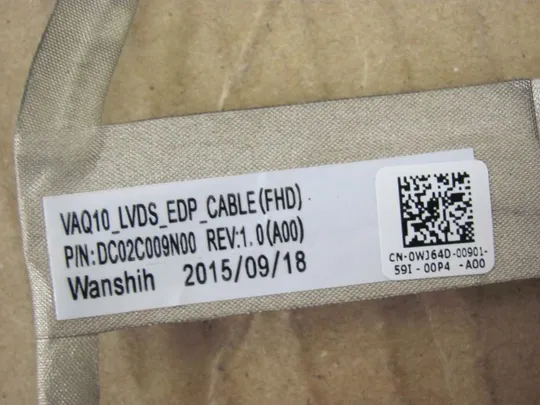 VAQ10_LVDS_EDP_CABLE(FHD)
P/N:DC02C009N00 REV:1.0(A00)
Wanshih 2015/09/18
CN-0WJ64D-00901-
59I-00P4 -A00